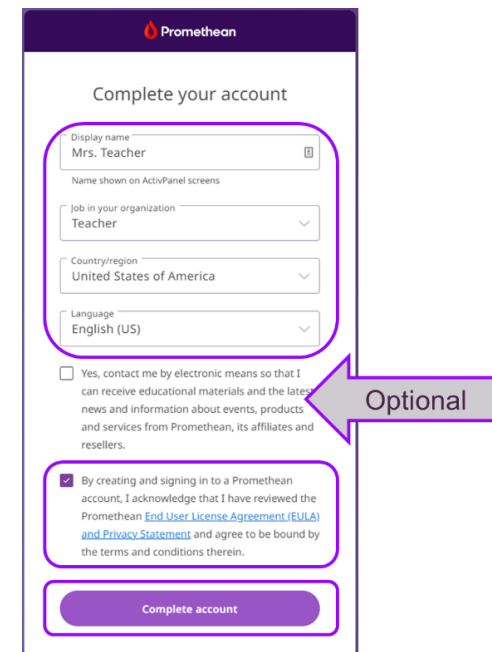 Promethean
Complete your account
Display name
Mrs. Teacher
Name shown on ActivPanel screens
Job in your organization
Teacher
Country/region
United States of America
Language
English (US)
Yes, contact me by electronic means so that I
can receive educational materials and the latest
news and information about events, products
and services from Promethean, its affiliates and
resellers.
Optional
By creating and signing in to a Promethean
account, I acknowledge that I have reviewed the
Promethean End User License Agreement (EULA)
and Privacy Statement and agree to be bound by
the terms and conditions therein.
Complete account